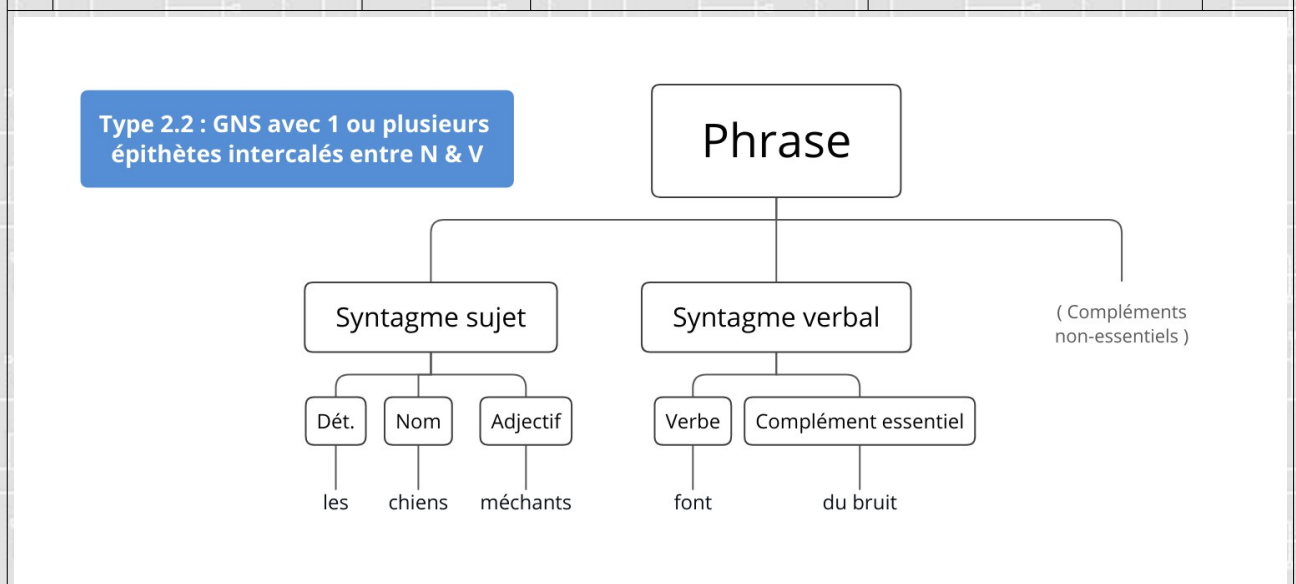 Type 2.2 : GNS avec 1 ou plusieurs
épithètes intercalés entre N & V
Phrase
Syntagme sujet
Syntagme verbal
( Compléments
non-essentiels )
Dét.
Nom
Adjectif
Verbe
Complément essentiel
les
chiens
méchants
font
du bruit